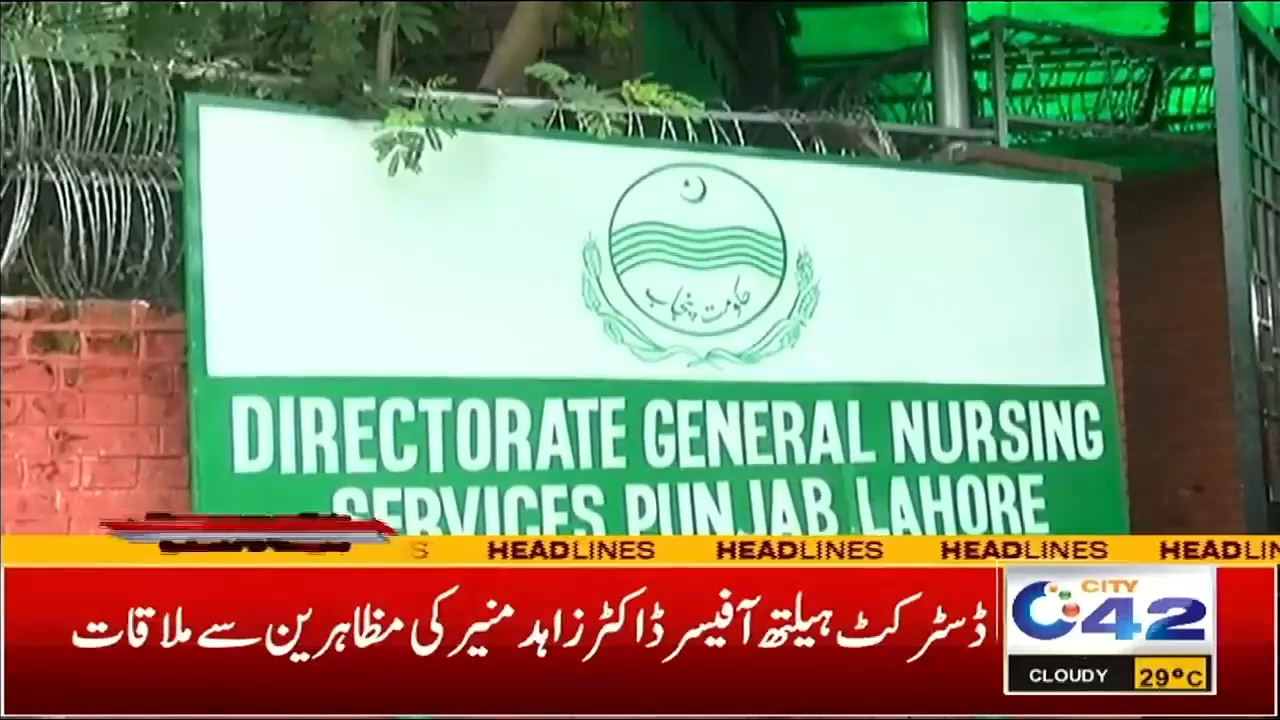 حکومت پنجاب
DIRECTORATE GENERAL NURSING
SERVICES PUNJAB, LAHORE
HEADLINES HEADLINES HEADLINES HEADLIN
ڈسٹرکٹ ہیلتھ آفیسر ڈاکٹر زاہد منیر کی مظاہرین سے ملاقات
CITY
42
CLOUDY 29°C